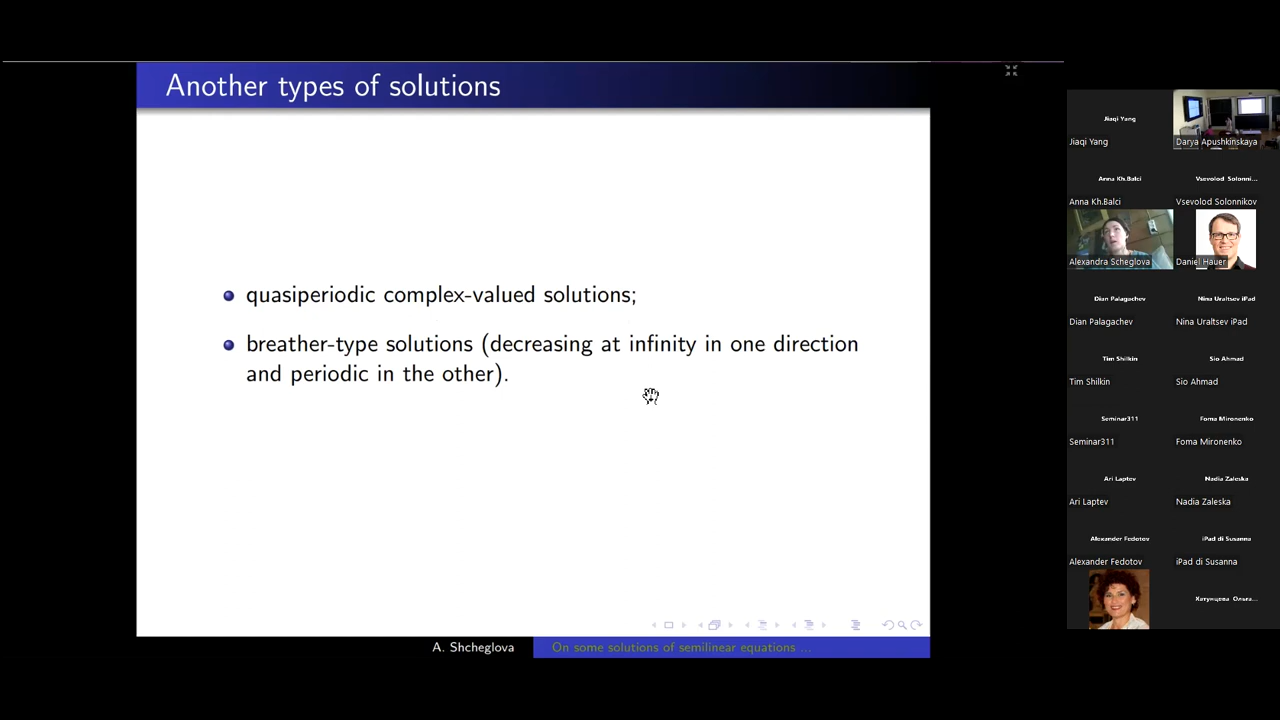 Another types of solutions
quasiperiodic complex-valued solutions;
breather-type solutions (decreasing at infinity in one direction
and periodic in the other).
A. Shcheglova
On some solutions of semilinear equations ...
Jiaqi Yang
Jiaqi Yang
Darya Apushkinskaya
Anna Kh.Balci
Vsevolod Solonni...
Anna Kh.Balci
Vsevolod Solonnikov
Alexandra Scheglova
Daniel Hauer
Dian Palagachev
Nina Uraltsev iPad
Dian Palagachev
Nina Uraltsev iPad
Tim Shilkin
Sio Ahmad
Tim Shilkin
Sio Ahmad
Seminar311
Foma Mironenko
Seminar311
Foma Mironenko
Ari Laptev
Nadia Zaleska
Ari Laptev
Nadia Zaleska
Alexander Fedotov
iPad di Susanna
Alexander Fedotov
iPad di Susanna
Хатунцева Ольга...